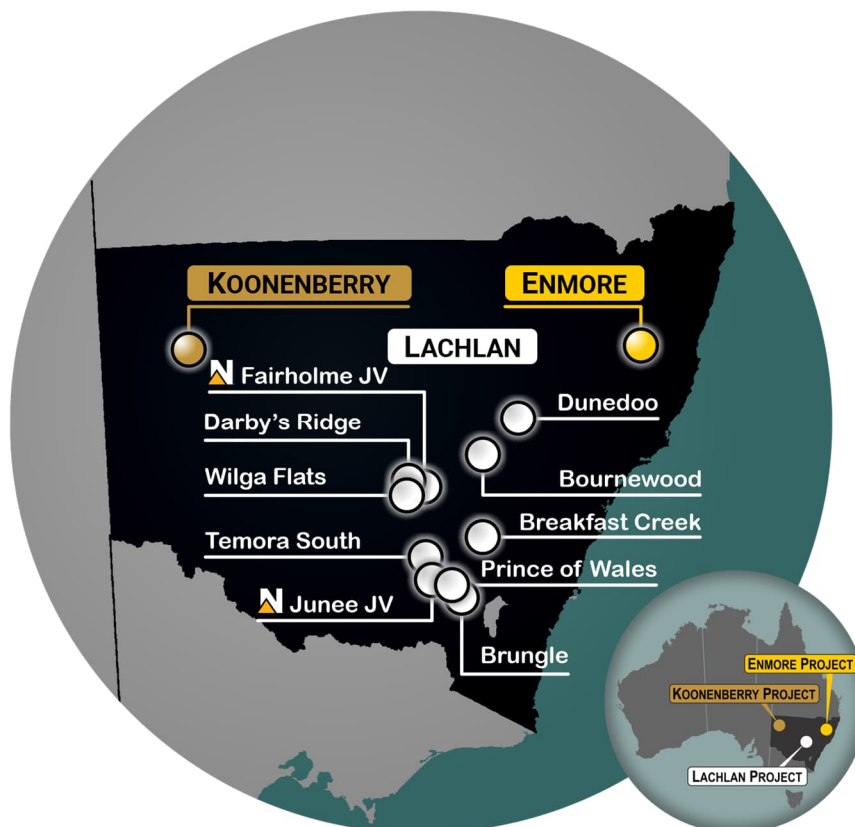 KOONENBERRY
ENMORE
LACHLAN
N Fairholme JV
Dunedoo
Darby's Ridge
Wilga Flats
Bournewood
Breakfast Creek
Temora South
Prince of Wales
N Junee JV
Brungle
ENMORE PROJECT
KOONENBERRY PROJECT
LACHLAN PROJECT